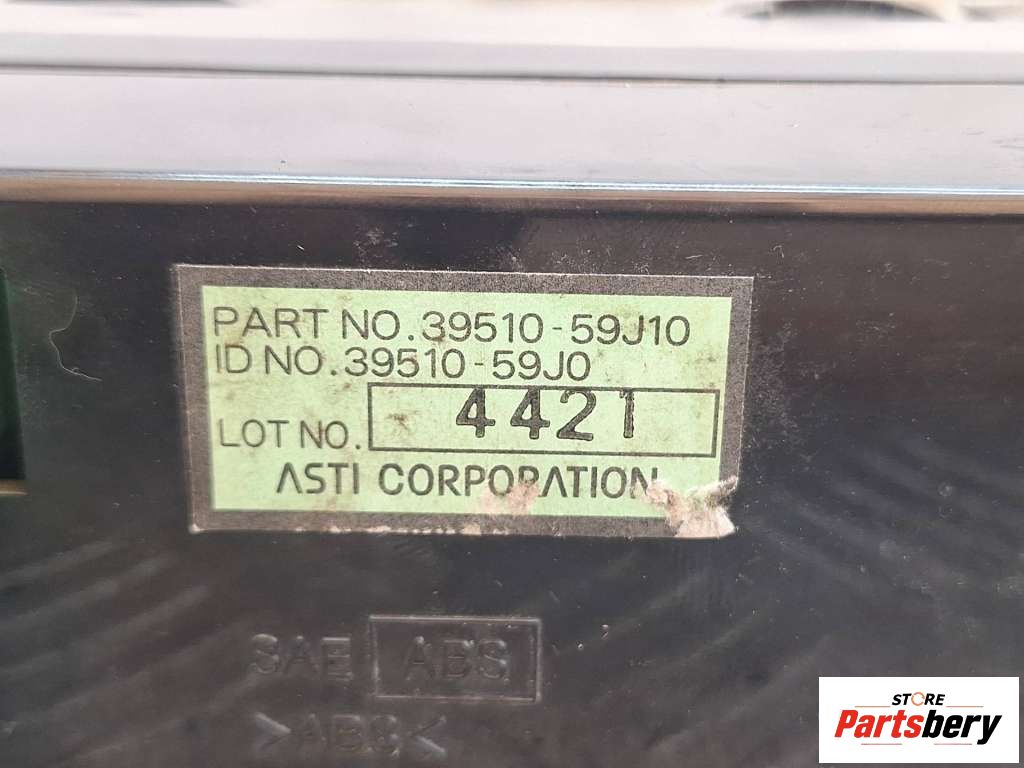 PART NO. 39510-59J10
ID NO. 39510-59J0
LOT NO. 4421
ASTI CORPORATION
SAE ABS
>ABS<
STORE
Partsbery